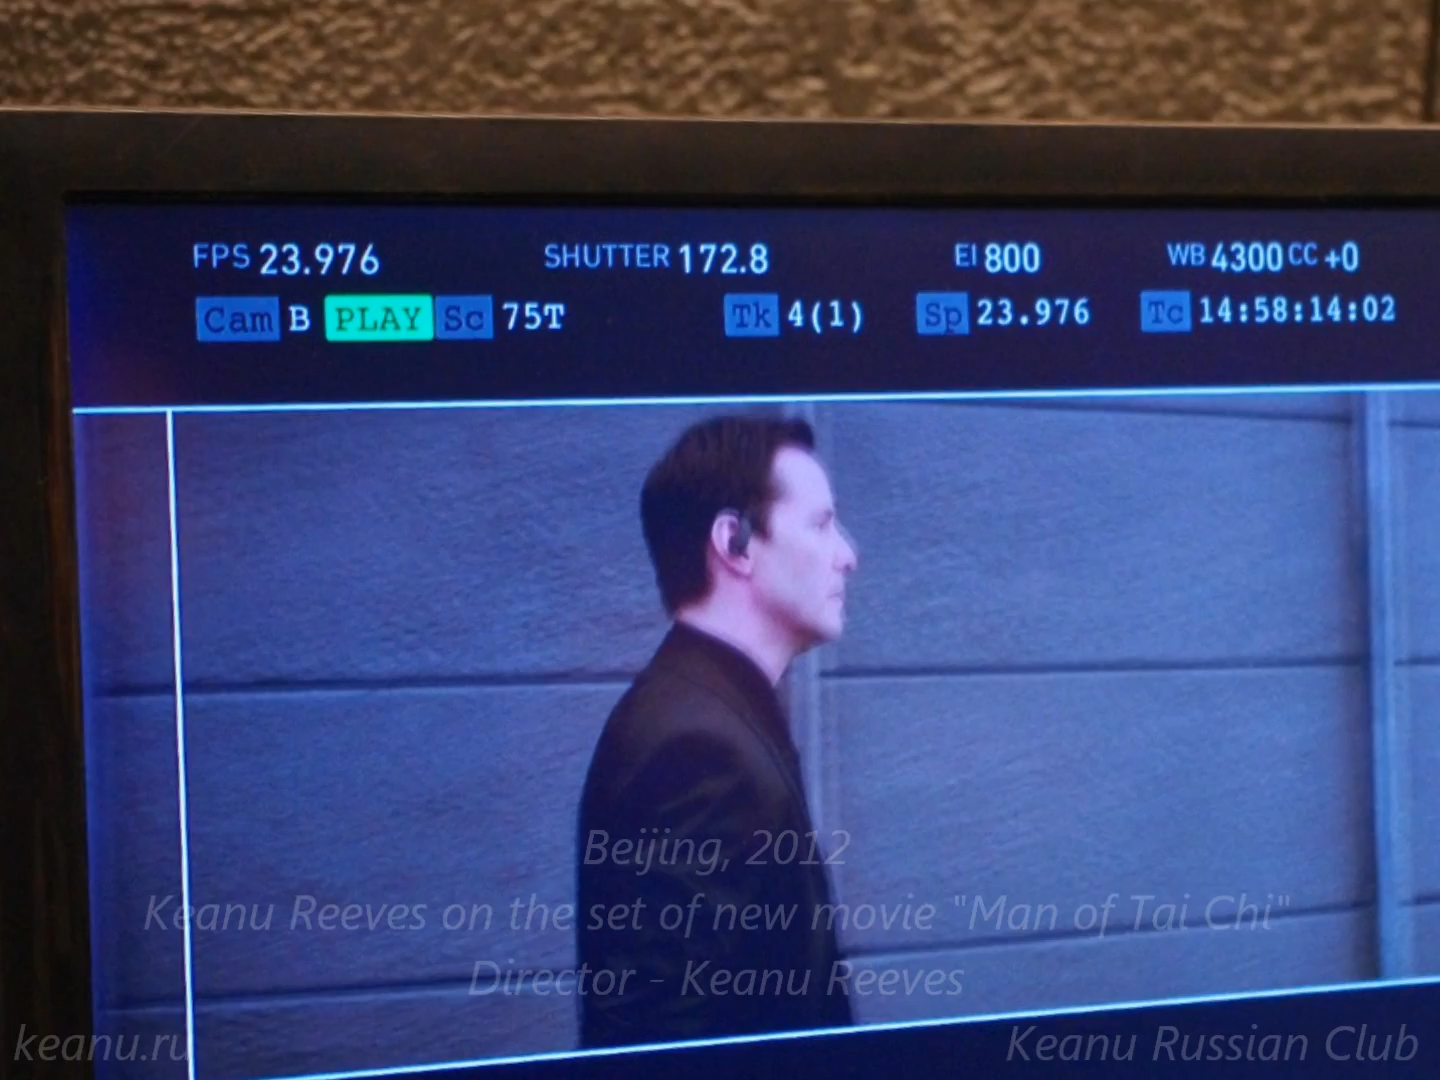 FPS 23.976 SHUTTER 172.8 EI 800 WB 4300 CC +0
Cam B PLAY Sc 75T Tk 4(1) Sp 23.976 Tc 14:58:14:02
Beijing, 2012
Keanu Reeves on the set of new movie "Man of Tai Chi"
Director - Keanu Reeves
keanu.ru Keanu Russian Club